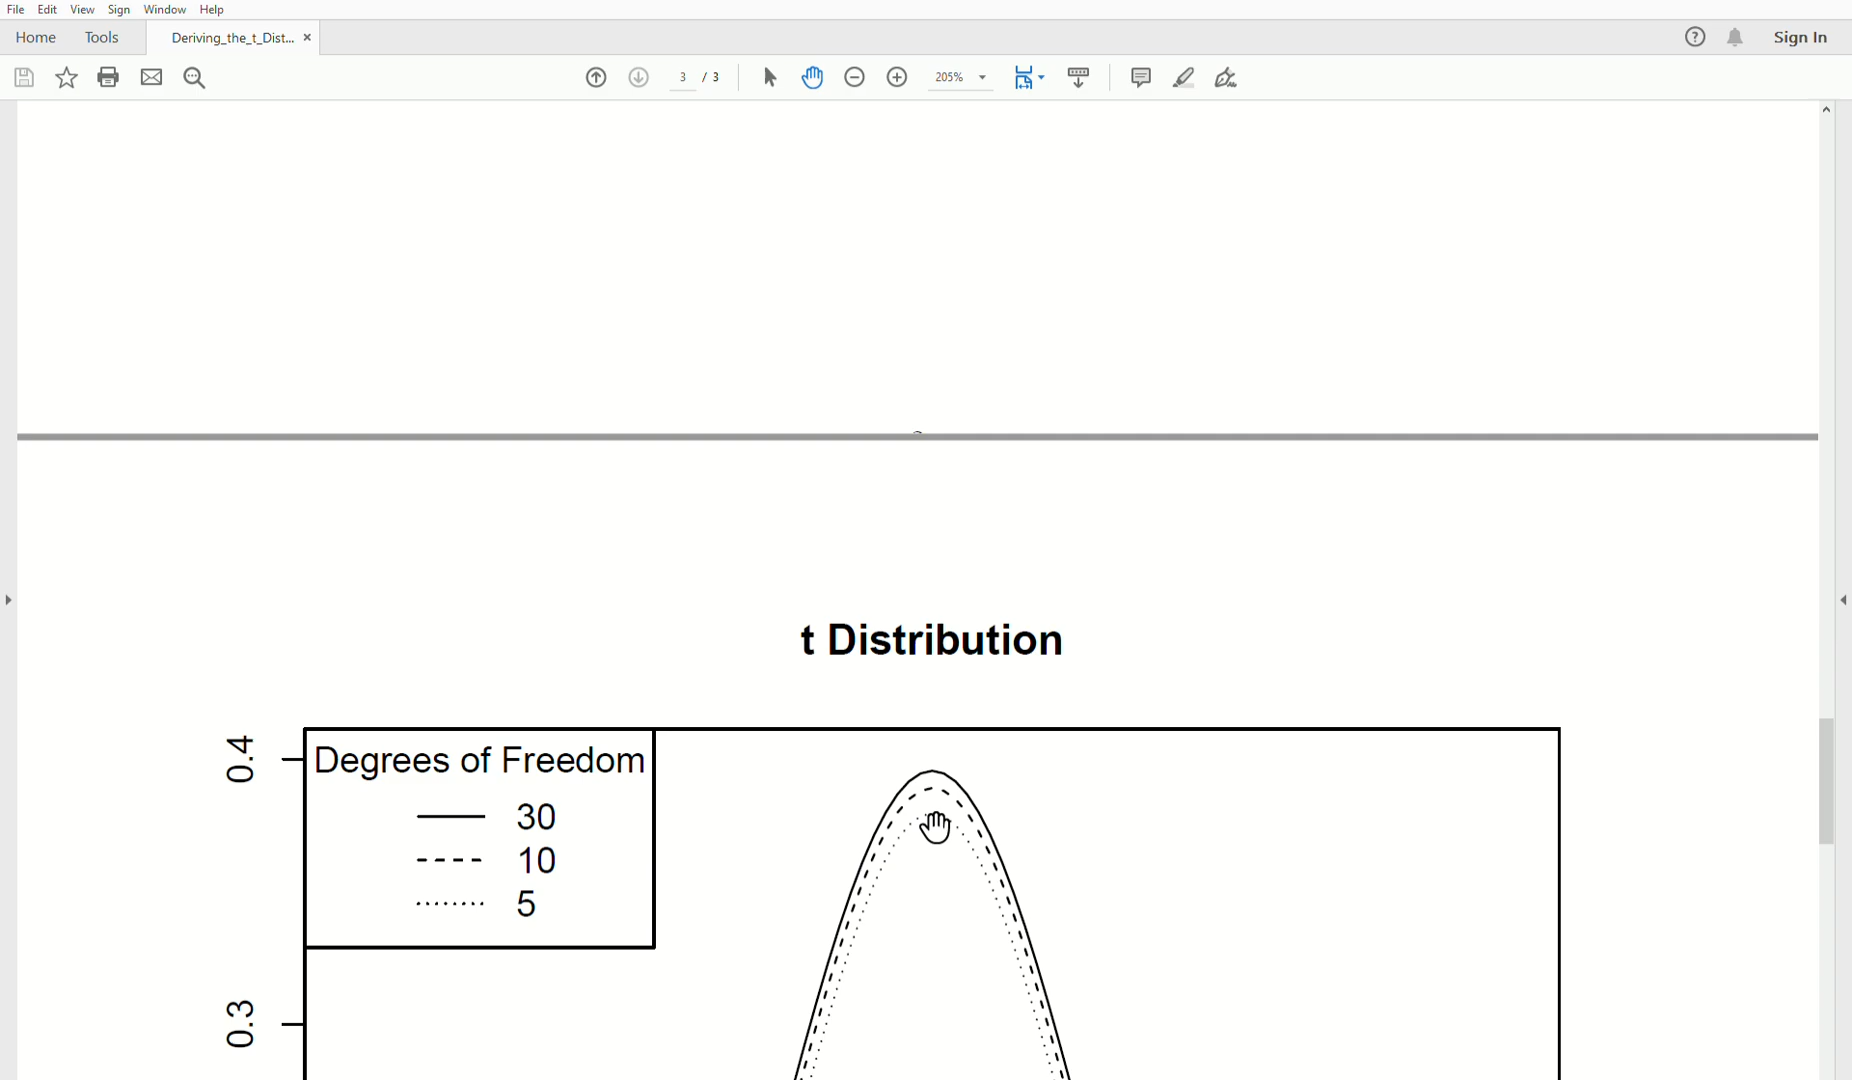 File Edit View Sign Window Help
Home Tools Deriving_the_t_Dist... × ? Sign In
3 / 3 205%
t Distribution
0.4
Degrees of Freedom
30
10
5
0.3